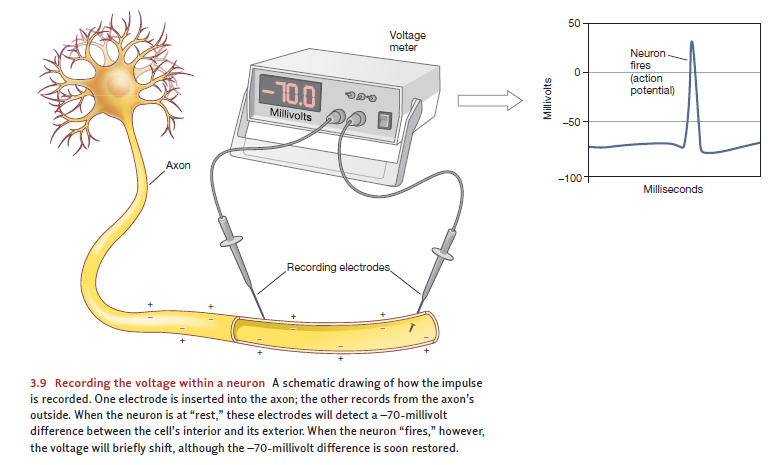 Voltage
meter
–70.0
Millivolts
Axon
Recording electrodes
+
–
+
–
–
+
+
–
+
–
+
–
+
–
+
50
0
–50
–100
Millivolts
Neuron
fires
(action
potential)
Milliseconds
3.9 Recording the voltage within a neuron A schematic drawing of how the impulse
is recorded. One electrode is inserted into the axon; the other records from the axon’s
outside. When the neuron is at “rest,” these electrodes will detect a –70-millivolt
difference between the cell’s interior and its exterior. When the neuron “fires,” however,
the voltage will briefly shift, although the –70-millivolt difference is soon restored.